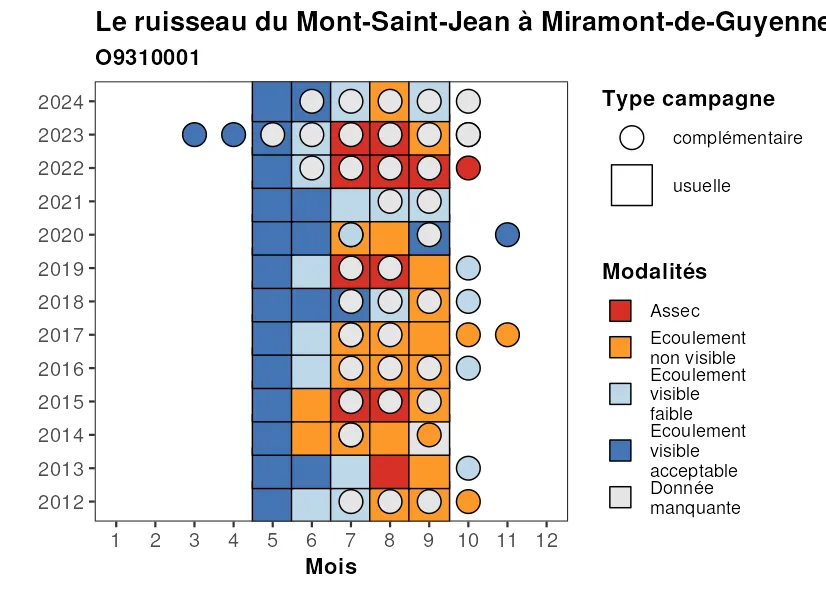 Le ruisseau du Mont-Saint-Jean à Miramont-de-Guyenne
O9310001
2024
2023
2022
2021
2020
2019
2018
2017
2016
2015
2014
2013
2012
1 2 3 4 5 6 7 8 9 10 11 12
Mois
Type campagne
complémentaire
usuelle
Modalités
Assec
Ecoulement
non visible
Ecoulement
visible
faible
Ecoulement
visible
acceptable
Donnée
manquante